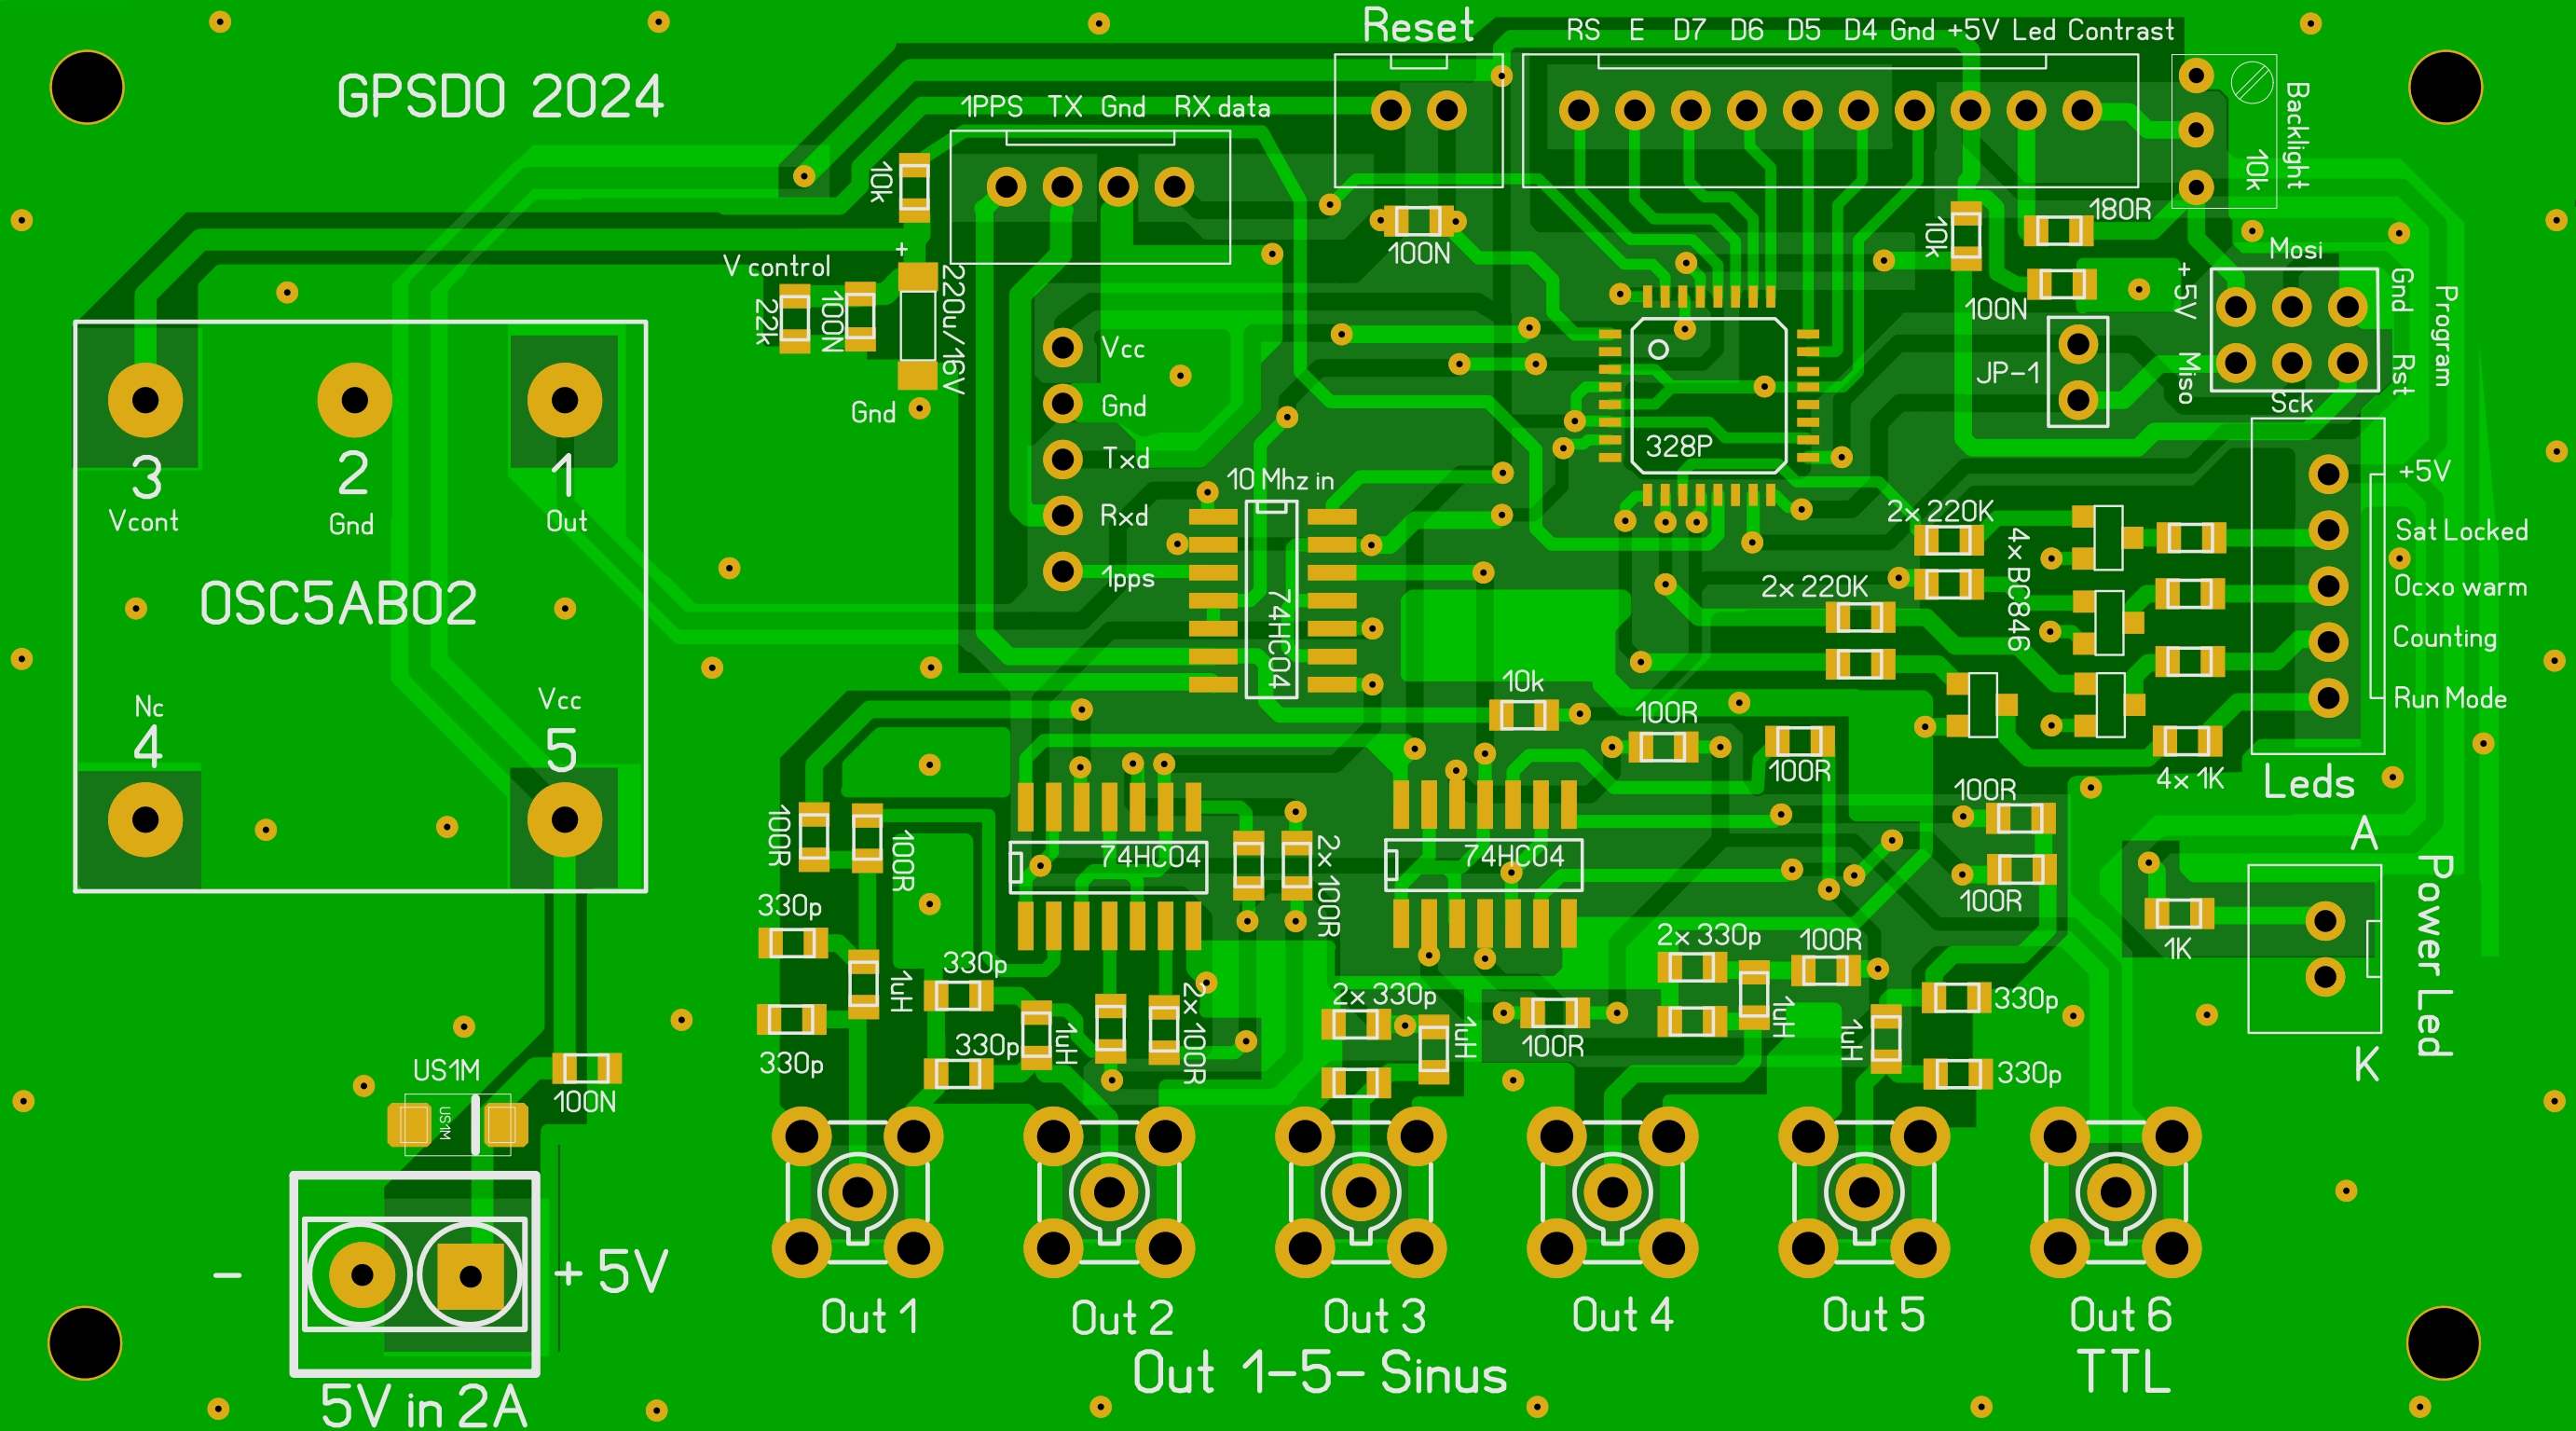 Reset
RS E D7 D6 D5 D4 Gnd +5V Led Contrast
GPSDO 2024
1PPS TX Gnd RX data
Backlight
10k
10k
180R
100N
10k
100N
Mosi
+5V
Gnd
Program
Miso
Rst
Sck
JP-1
+
V control
22k
100N
220u/16V
Gnd
Vcc
Gnd
Txd
Rxd
1pps
328P
3
Vcont
2
Gnd
1
Out
OSC5AB02
Nc
4
Vcc
5
10 Mhz in
74HC04
2x 220K
2x 220K
4x BC846
+5V
Sat Locked
Ocxo warm
Counting
Run Mode
Leds
4x 1K
10k
100R
100R
100R
100R
100R
100R
74HC04
2x 100R
74HC04
330p
330p
1uH
330p
330p
1uH
2x 100R
2x 330p
1uH
100R
2x 330p
100R
1uH
1uH
330p
330p
A
1K
Power Led
K
US1M
US1M
100N
- + 5V
5V in 2A
Out 1 Out 2 Out 3 Out 4 Out 5 Out 6
Out 1-5- Sinus TTL